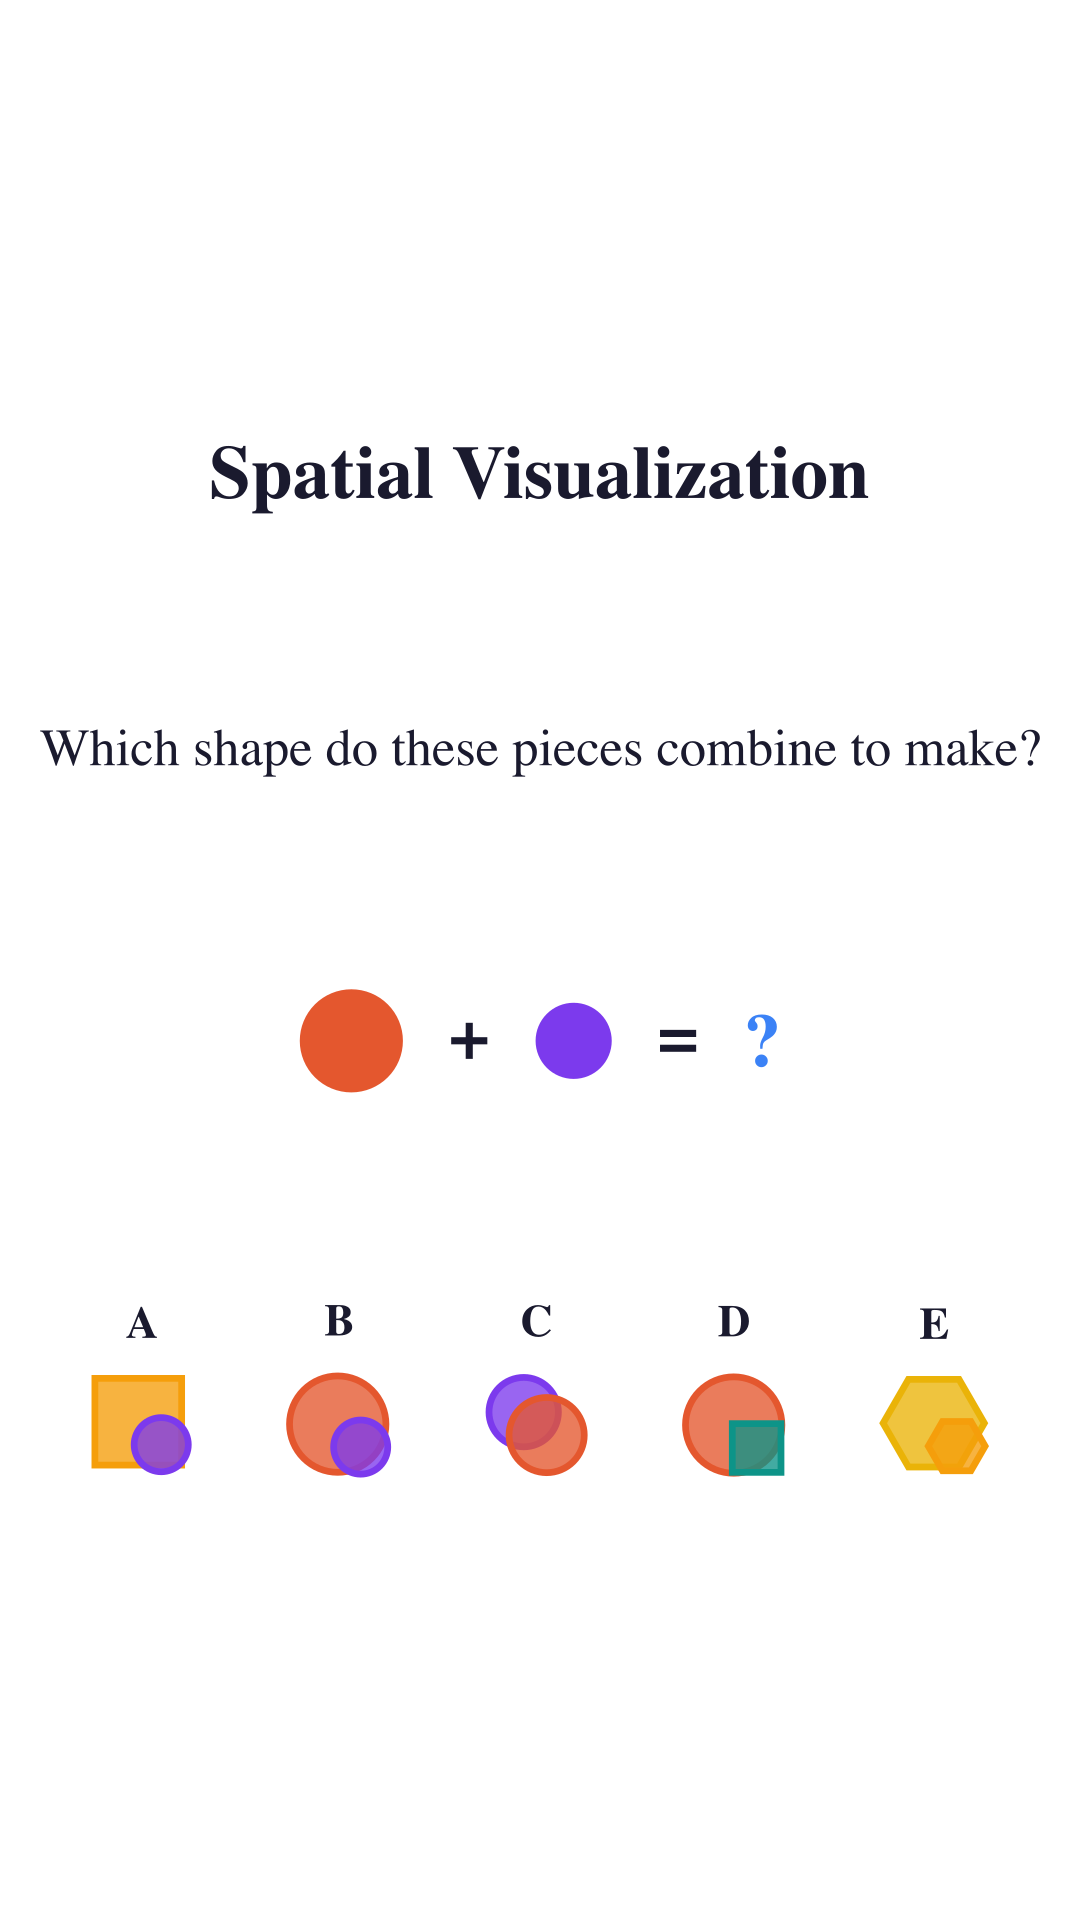 Spatial Visualization
Which shape do these pieces combine to make?
+ = ?
A B C D E